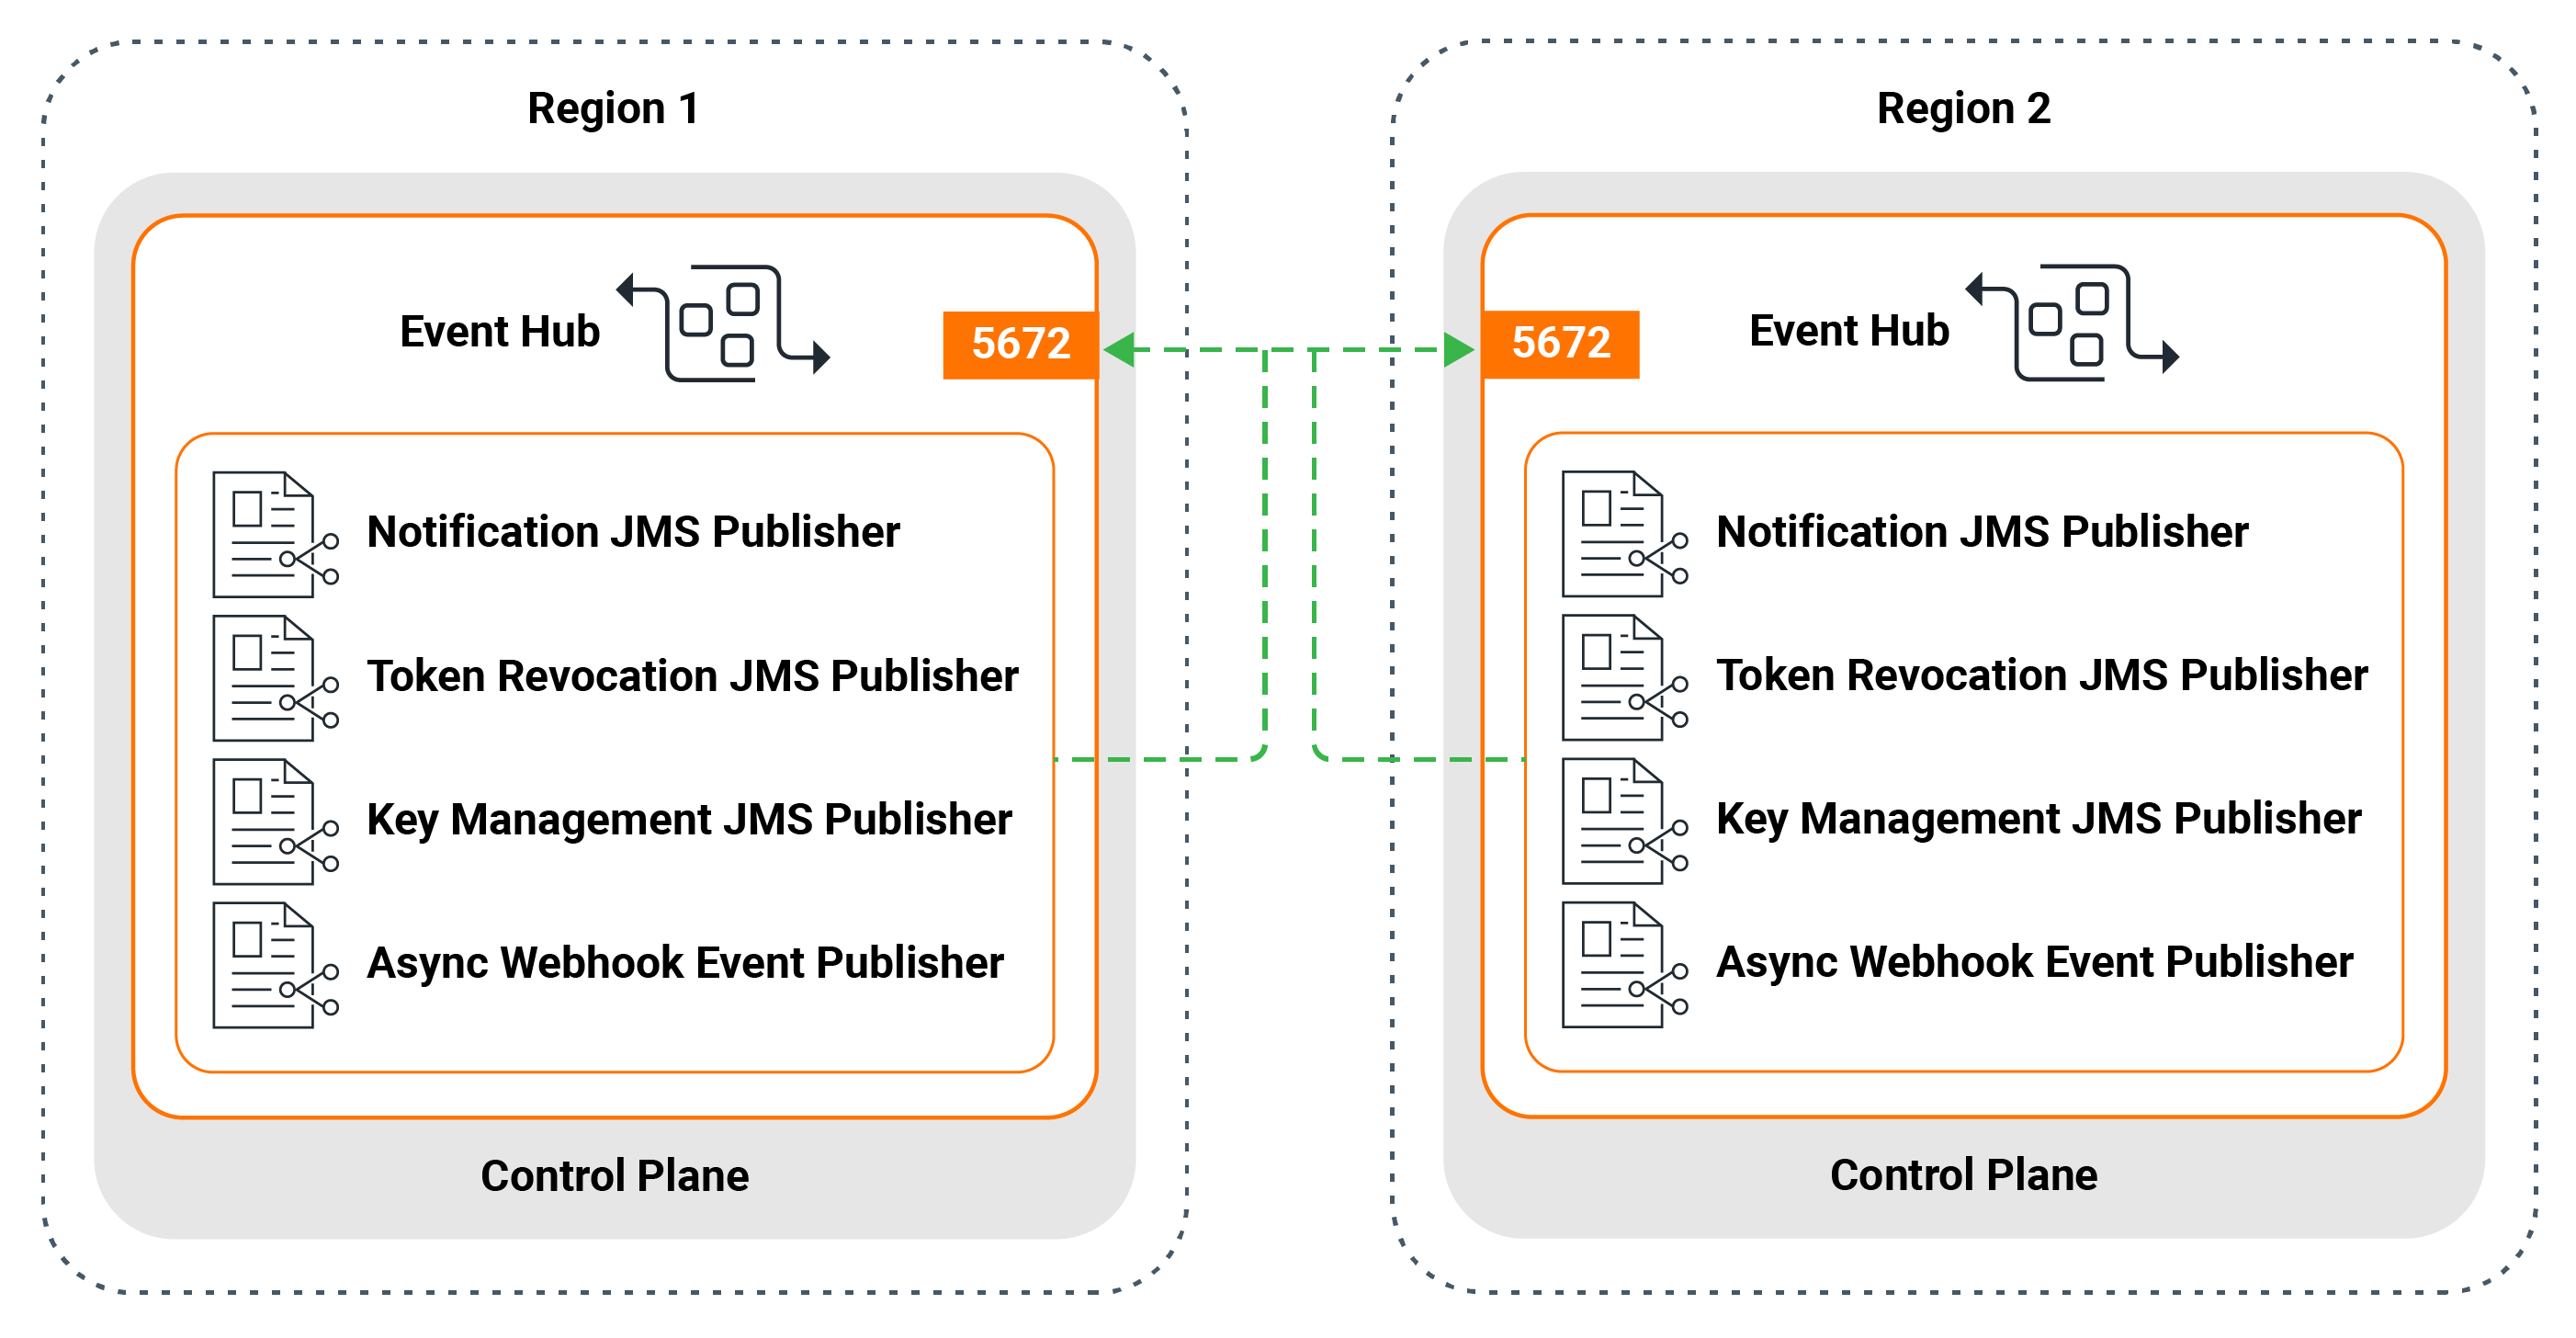 Region 1
Event Hub
5672
Notification JMS Publisher
Token Revocation JMS Publisher
Key Management JMS Publisher
Async Webhook Event Publisher
Control Plane
Region 2
5672
Event Hub
Notification JMS Publisher
Token Revocation JMS Publisher
Key Management JMS Publisher
Async Webhook Event Publisher
Control Plane